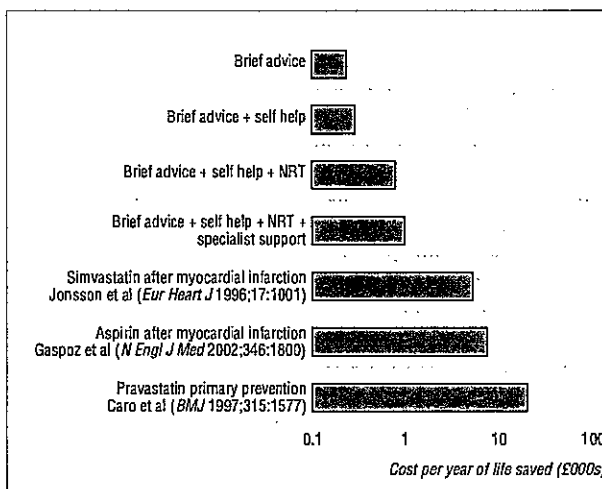 Brief advice
Brief advice + self help
Brief advice + self help + NRT
Brief advice + self help + NRT +
specialist support
Simvastatin after myocardial infarction
Jonsson et al (Eur Heart J 1996;17:1001)
Aspirin after myocardial infarction
Gaspoz et al (N Engl J Med 2002;346:1800)
Pravastatin primary prevention
Caro et al (BMJ 1997;315:1577)
0.1 1 10 100
Cost per year of life saved (£000s)